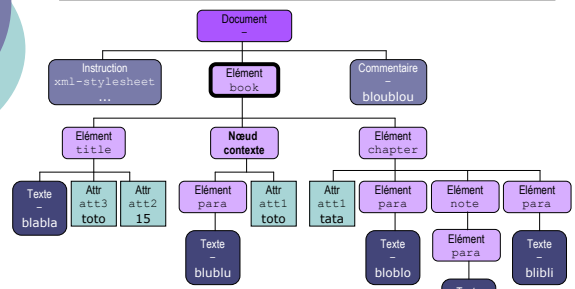 Document
–
Instruction
xml-stylesheet
...
Elément
book
Commentaire
–
bloublou
Elément
title
Nœud
contexte
Elément
chapter
Texte
–
blabla
Attr
att3
toto
Attr
att2
15
Elément
para
Attr
att1
toto
Attr
att1
tata
Elément
para
Elément
note
Elément
para
Texte
–
blublu
Texte
–
bloblo
Elément
para
Texte
–
blibli